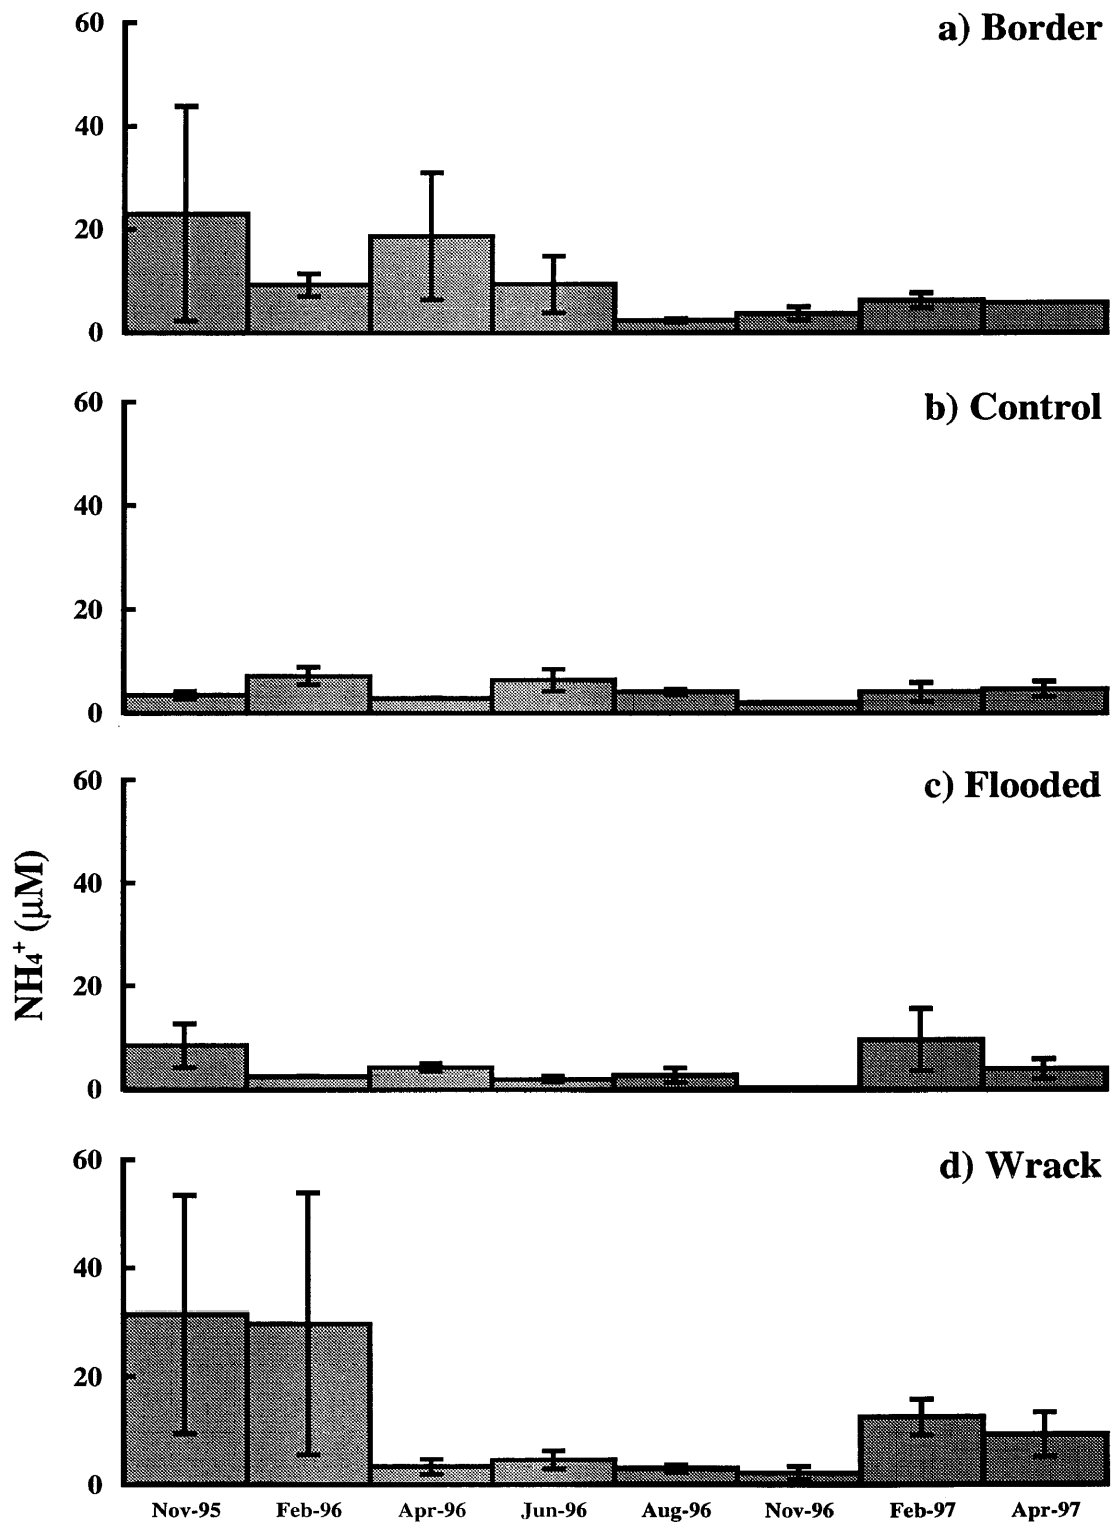 a) Border
60
40
20
0
b) Control
60
40
20
0
c) Flooded
60
40
20
0
NH₄⁺ (μM)
d) Wrack
60
40
20
0
Nov-95 Feb-96 Apr-96 Jun-96 Aug-96 Nov-96 Feb-97 Apr-97